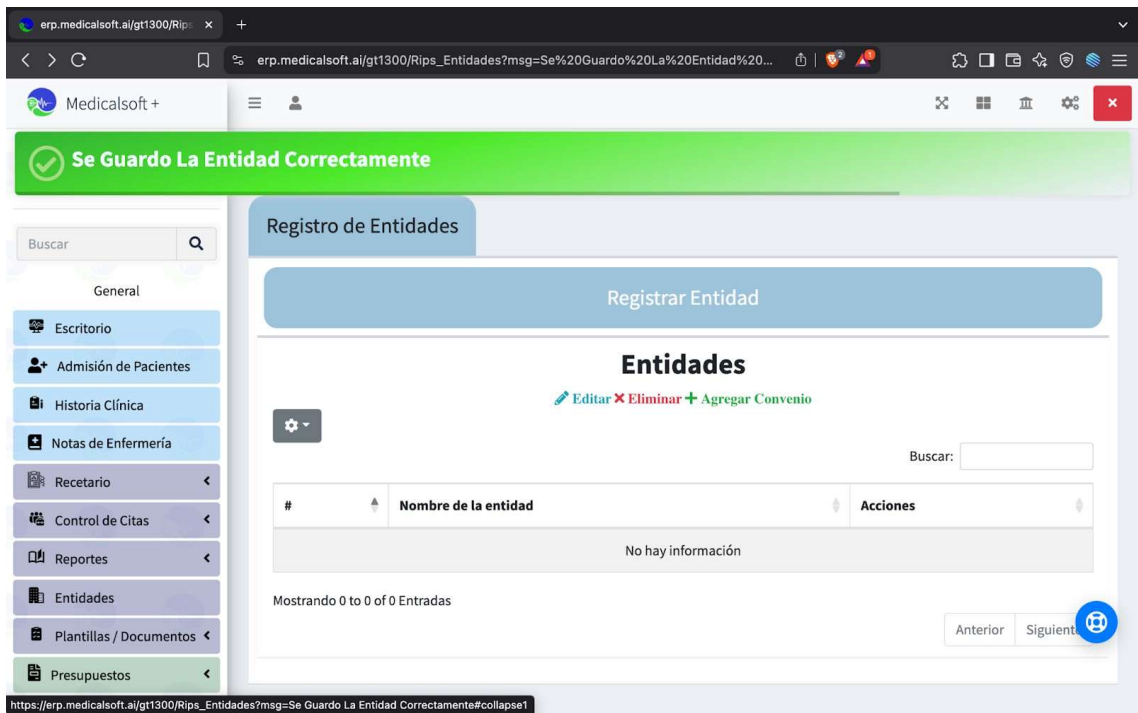 erp.medicalsoft.ai/gt1300/Rips
erp.medicalsoft.ai/gt1300/Rips_Entidades?msg=Se%20Guardo%20La%20Entidad%20...
2
Medicalsoft +
Se Guardo La Entidad Correctamente
Registro de Entidades
Buscar
Registrar Entidad
General
Escritorio
Admisión de Pacientes
Historia Clínica
Notas de Enfermería
Recetario
Control de Citas
Reportes
Entidades
Plantillas / Documentos
Presupuestos
Entidades
Editar Eliminar Agregar Convenio
Buscar:
# Nombre de la entidad Acciones
No hay información
Mostrando 0 to 0 of 0 Entradas
Anterior Siguient
https://erp.medicalsoft.ai/gt1300/Rips_Entidades?msg=Se Guardo La Entidad Correctamente#collapse1